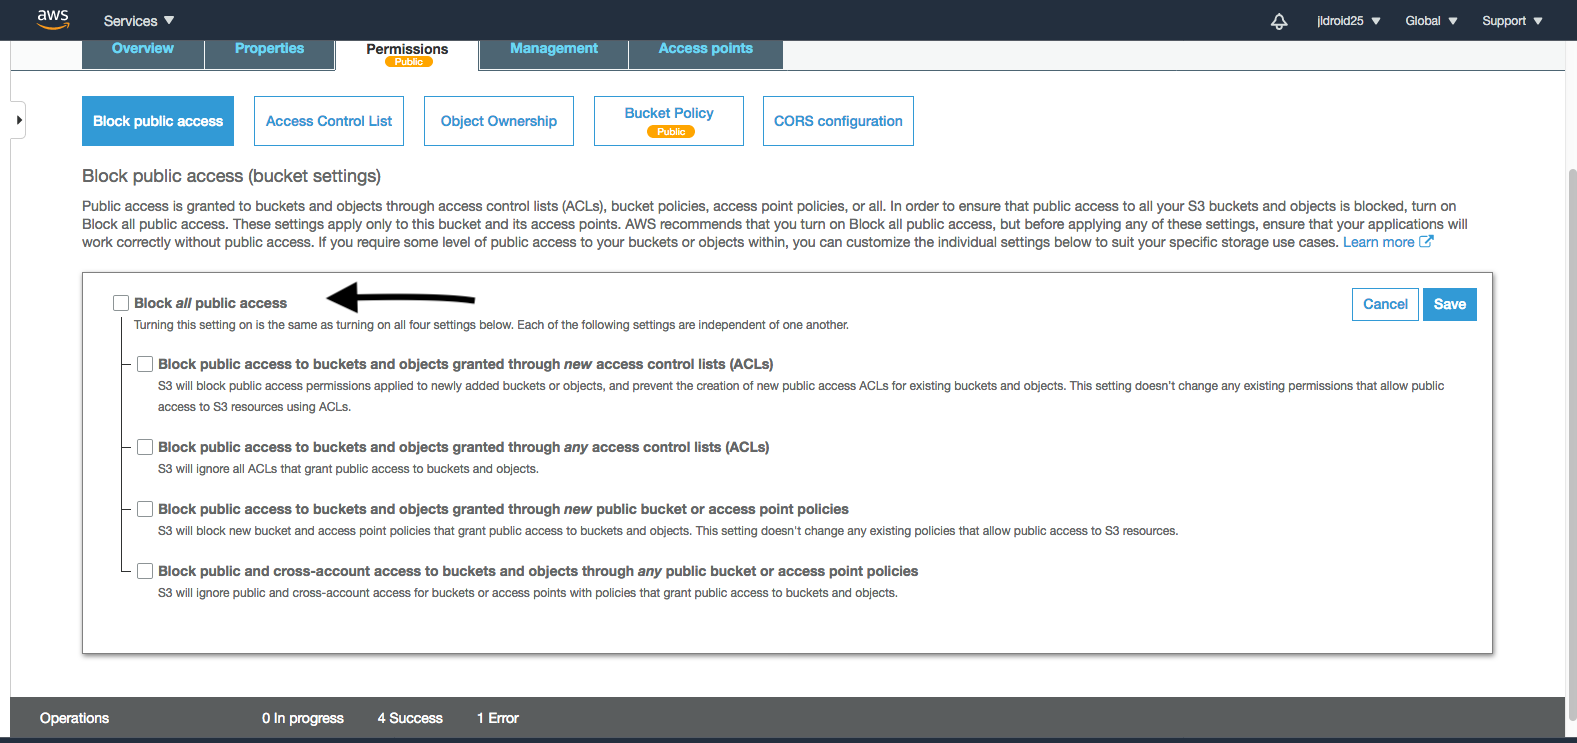 aws Services ▼ jldroid25 ▼ Global ▼ Support ▼
Overview Properties Permissions Management Access points
Public
Block public access Access Control List Object Ownership Bucket Policy CORS configuration
Public
Block public access (bucket settings)
Public access is granted to buckets and objects through access control lists (ACLs), bucket policies, access point policies, or all. In order to ensure that public access to all your S3 buckets and objects is blocked, turn on
Block all public access. These settings apply only to this bucket and its access points. AWS recommends that you turn on Block all public access, but before applying any of these settings, ensure that your applications will
work correctly without public access. If you require some level of public access to your buckets or objects within, you can customize the individual settings below to suit your specific storage use cases. Learn more
Block all public access
Cancel Save
Turning this setting on is the same as turning on all four settings below. Each of the following settings are independent of one another.
Block public access to buckets and objects granted through new access control lists (ACLs)
S3 will block public access permissions applied to newly added buckets or objects, and prevent the creation of new public access ACLs for existing buckets and objects. This setting doesn't change any existing permissions that allow public
access to S3 resources using ACLs.
Block public access to buckets and objects granted through any access control lists (ACLs)
S3 will ignore all ACLs that grant public access to buckets and objects.
Block public access to buckets and objects granted through new public bucket or access point policies
S3 will block new bucket and access point policies that grant public access to buckets and objects. This setting doesn't change any existing policies that allow public access to S3 resources.
Block public and cross-account access to buckets and objects through any public bucket or access point policies
S3 will ignore public and cross-account access for buckets or access points with policies that grant public access to buckets and objects.
Operations 0 In progress 4 Success 1 Error